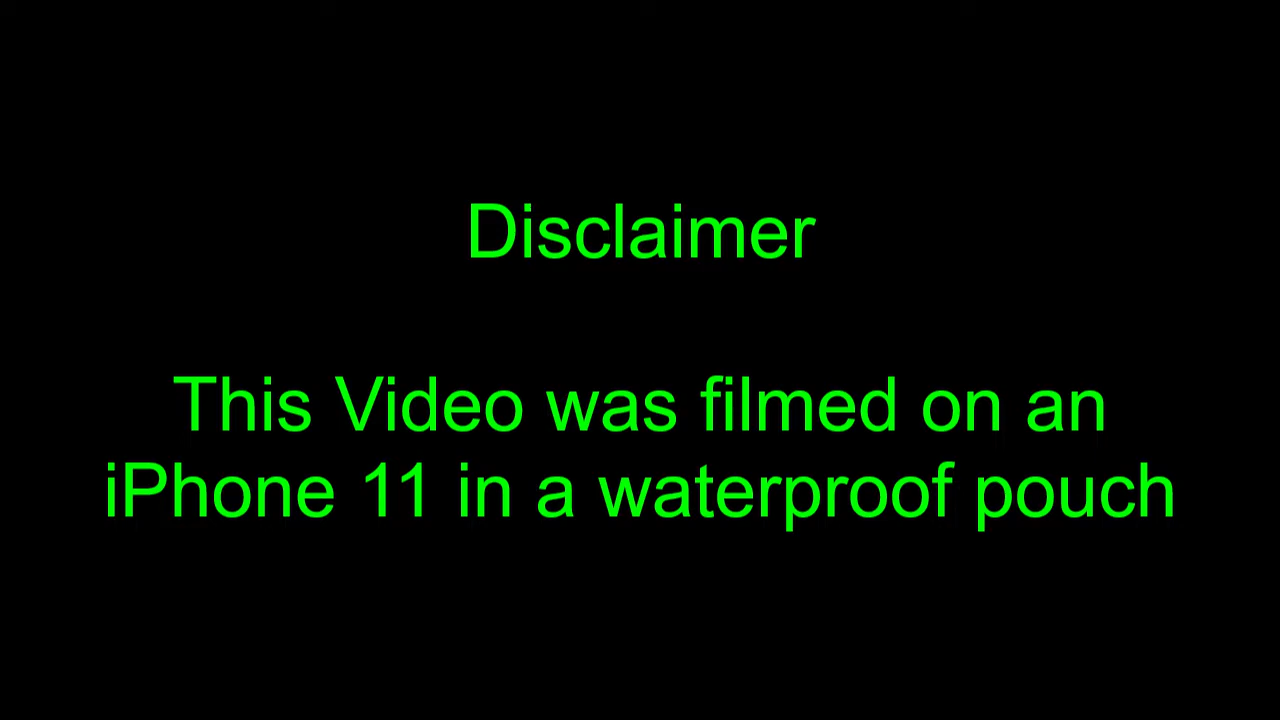 Disclaimer
This Video was filmed on an
iPhone 11 in a waterproof pouch